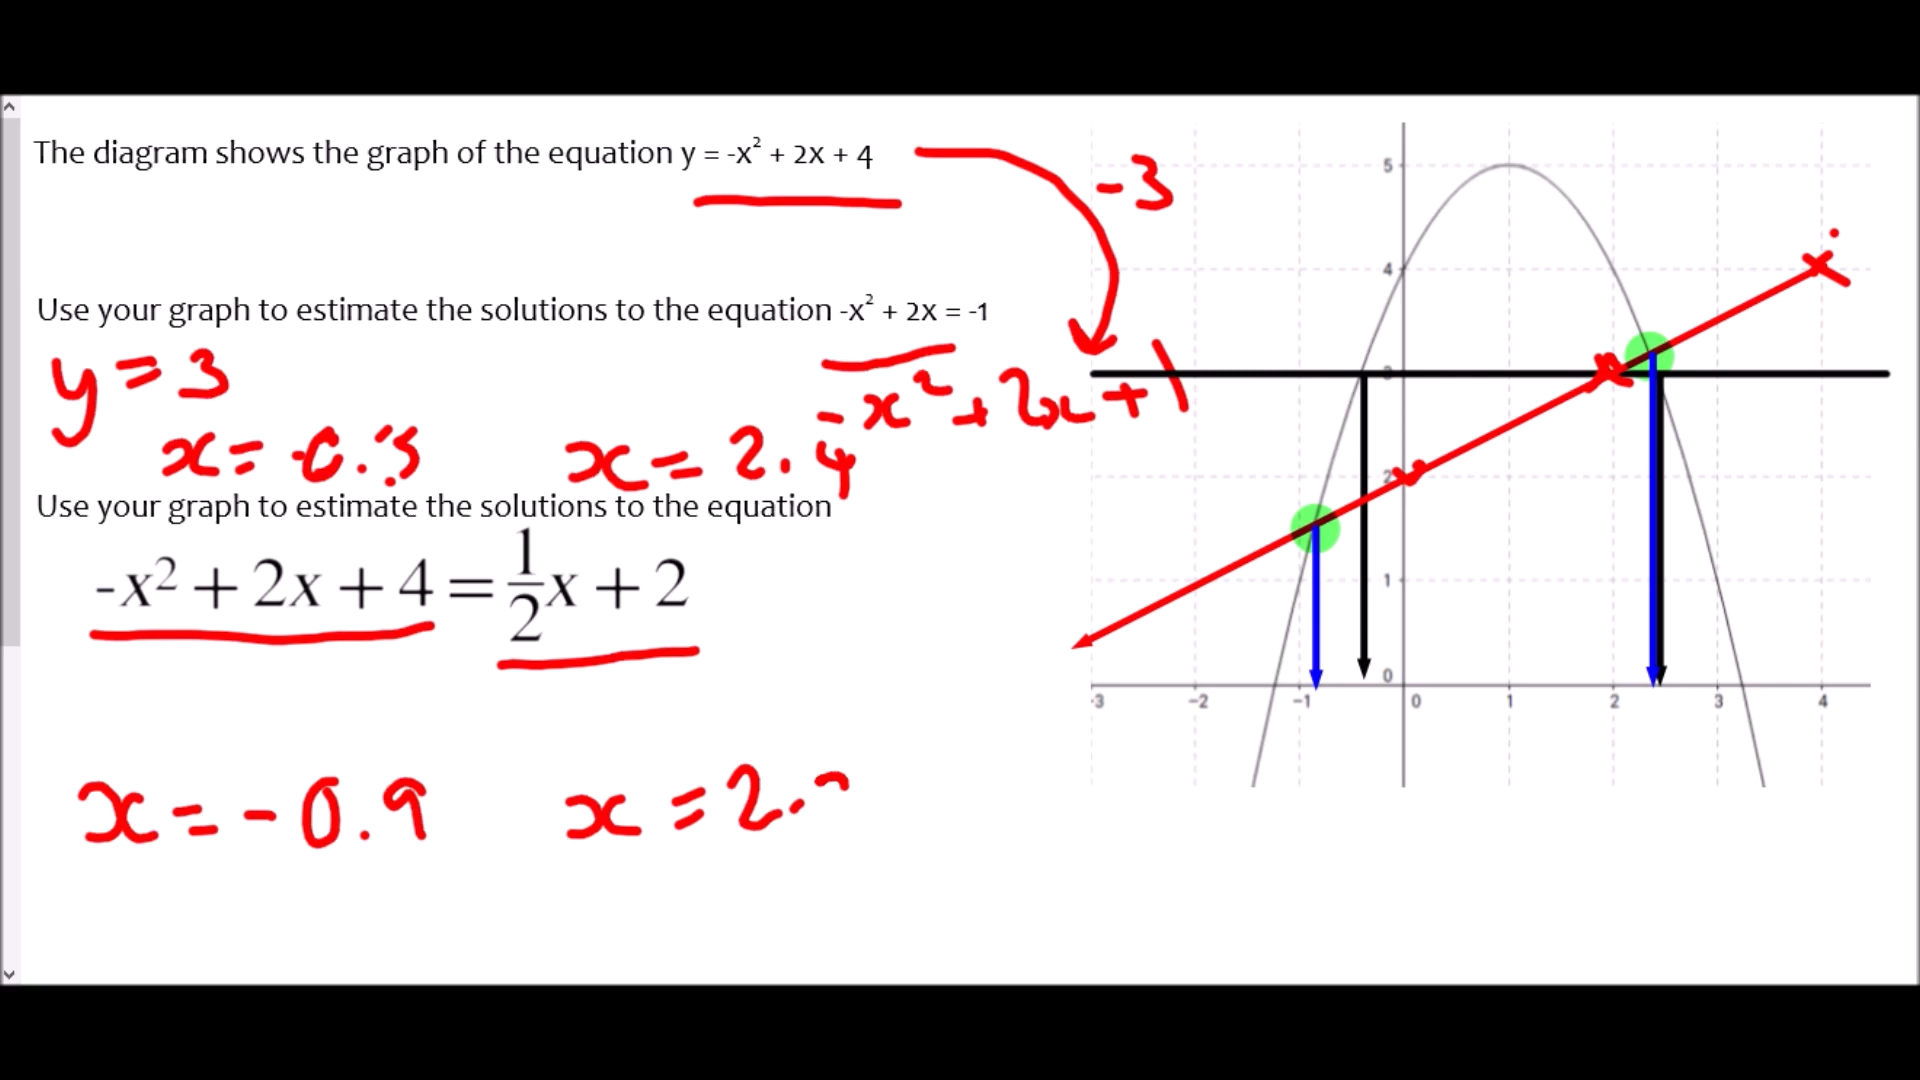 The diagram shows the graph of the equation y = -x² + 2x + 4
-3
Use your graph to estimate the solutions to the equation -x² + 2x = -1
y = 3
-x² + 2x + 1
x = -0.3
x = 2.4
Use your graph to estimate the solutions to the equation
-x² + 2x + 4 = 1/2 x + 2
x = -0.9
x = 2.
5
4
3
2
1
0
-3 -2 -1 0 1 2 3 4